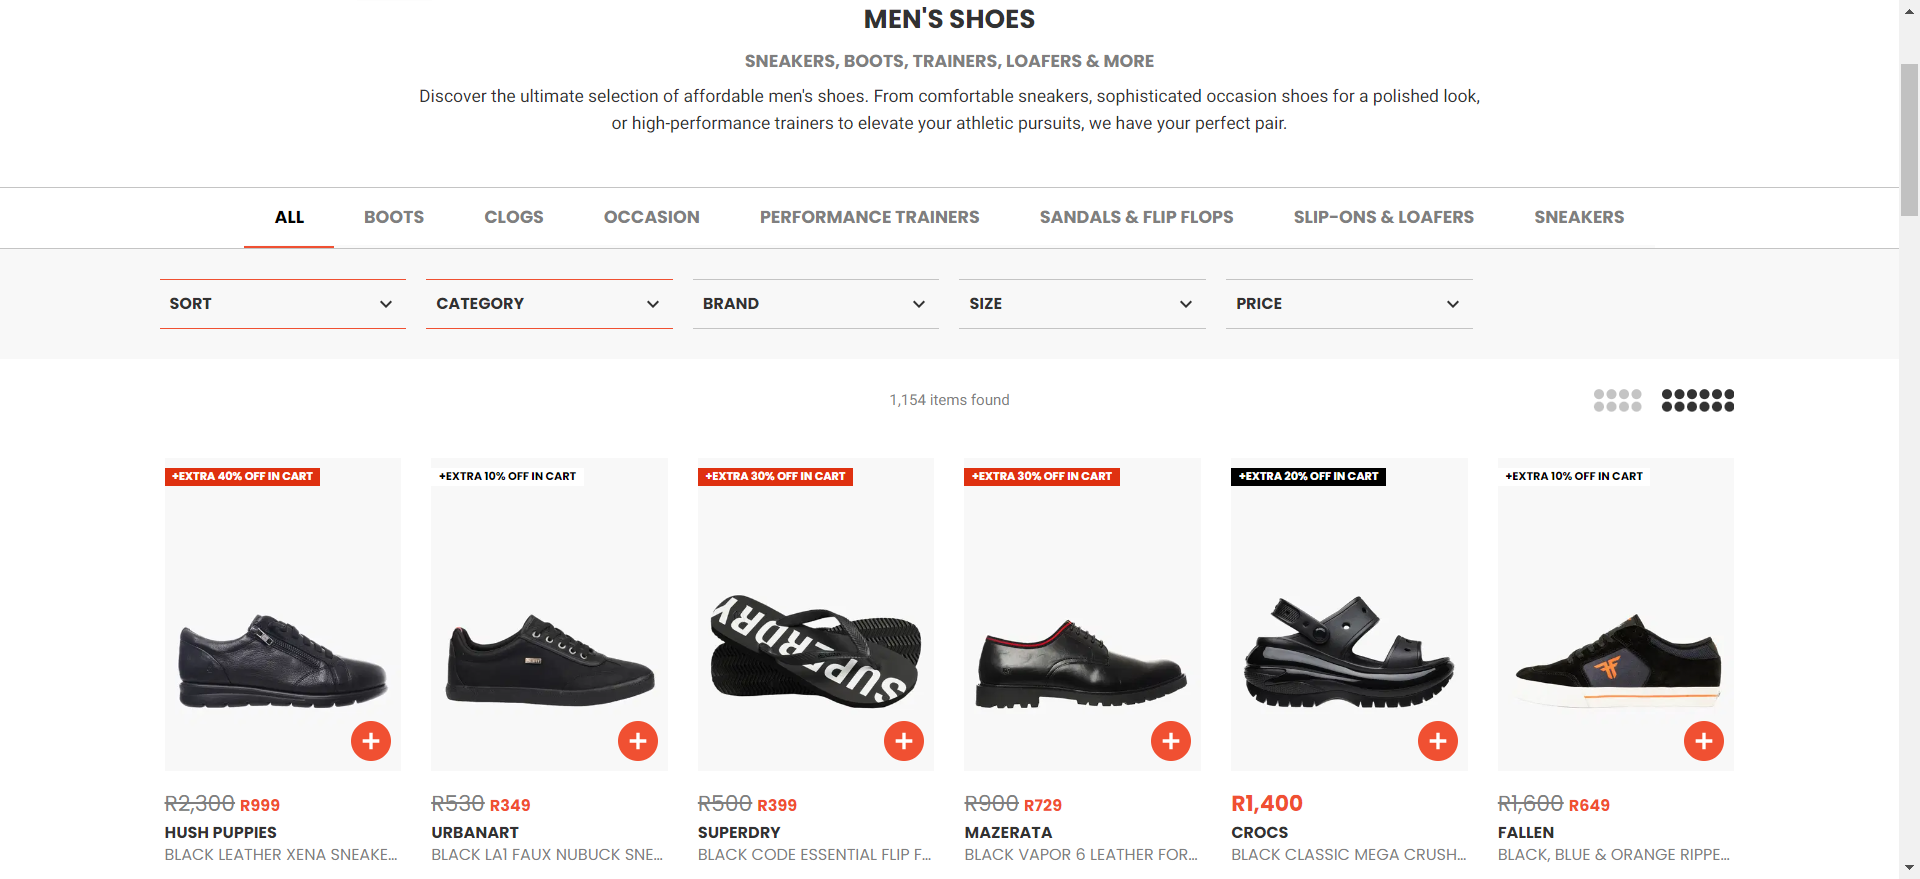 MEN'S SHOES
SNEAKERS, BOOTS, TRAINERS, LOAFERS & MORE
Discover the ultimate selection of affordable men's shoes. From comfortable sneakers, sophisticated occasion shoes for a polished look,
or high-performance trainers to elevate your athletic pursuits, we have your perfect pair.
ALL BOOTS CLOGS OCCASION PERFORMANCE TRAINERS SANDALS & FLIP FLOPS SLIP-ONS & LOAFERS SNEAKERS
SORT CATEGORY BRAND SIZE PRICE
1,154 items found
+EXTRA 40% OFF IN CART +EXTRA 10% OFF IN CART +EXTRA 30% OFF IN CART +EXTRA 30% OFF IN CART +EXTRA 20% OFF IN CART +EXTRA 10% OFF IN CART
SUPERDRY
R2,300 R999 R530 R349 R500 R399 R900 R729 R1,400 R1,600 R649
HUSH PUPPIES URBANART SUPERDRY MAZERATA CROCS FALLEN
BLACK LEATHER XENA SNEAKE... BLACK LA1 FAUX NUBUCK SNE... BLACK CODE ESSENTIAL FLIP F... BLACK VAPOR 6 LEATHER FOR... BLACK CLASSIC MEGA CRUSH... BLACK, BLUE & ORANGE RIPPE...